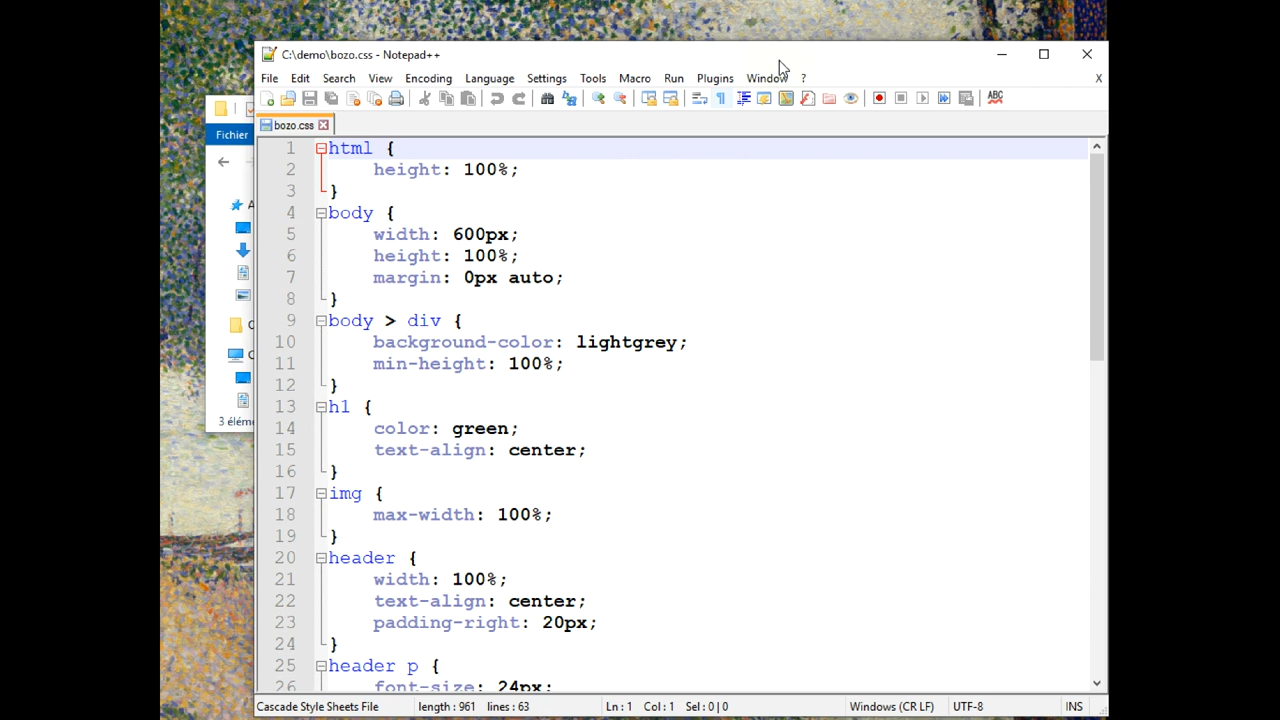 C:\demo\bozo.css - Notepad++
File Edit Search View Encoding Language Settings Tools Macro Run Plugins Window ? X
ABC
Fichier
bozo.css
1 html {
2 height: 100%;
3 }
4 body {
5 width: 600px;
6 height: 100%;
7 margin: 0px auto;
8 }
9 body > div {
10 background-color: lightgrey;
11 min-height: 100%;
12 }
13 h1 {
14 color: green;
15 text-align: center;
16 }
17 img {
18 max-width: 100%;
19 }
20 header {
21 width: 100%;
22 text-align: center;
23 padding-right: 20px;
24 }
25 header p {
26 font-size: 24px;
3 élém
Cascade Style Sheets File length : 961 lines : 63 Ln : 1 Col : 1 Sel : 0 | 0 Windows (CR LF) UTF-8 INS